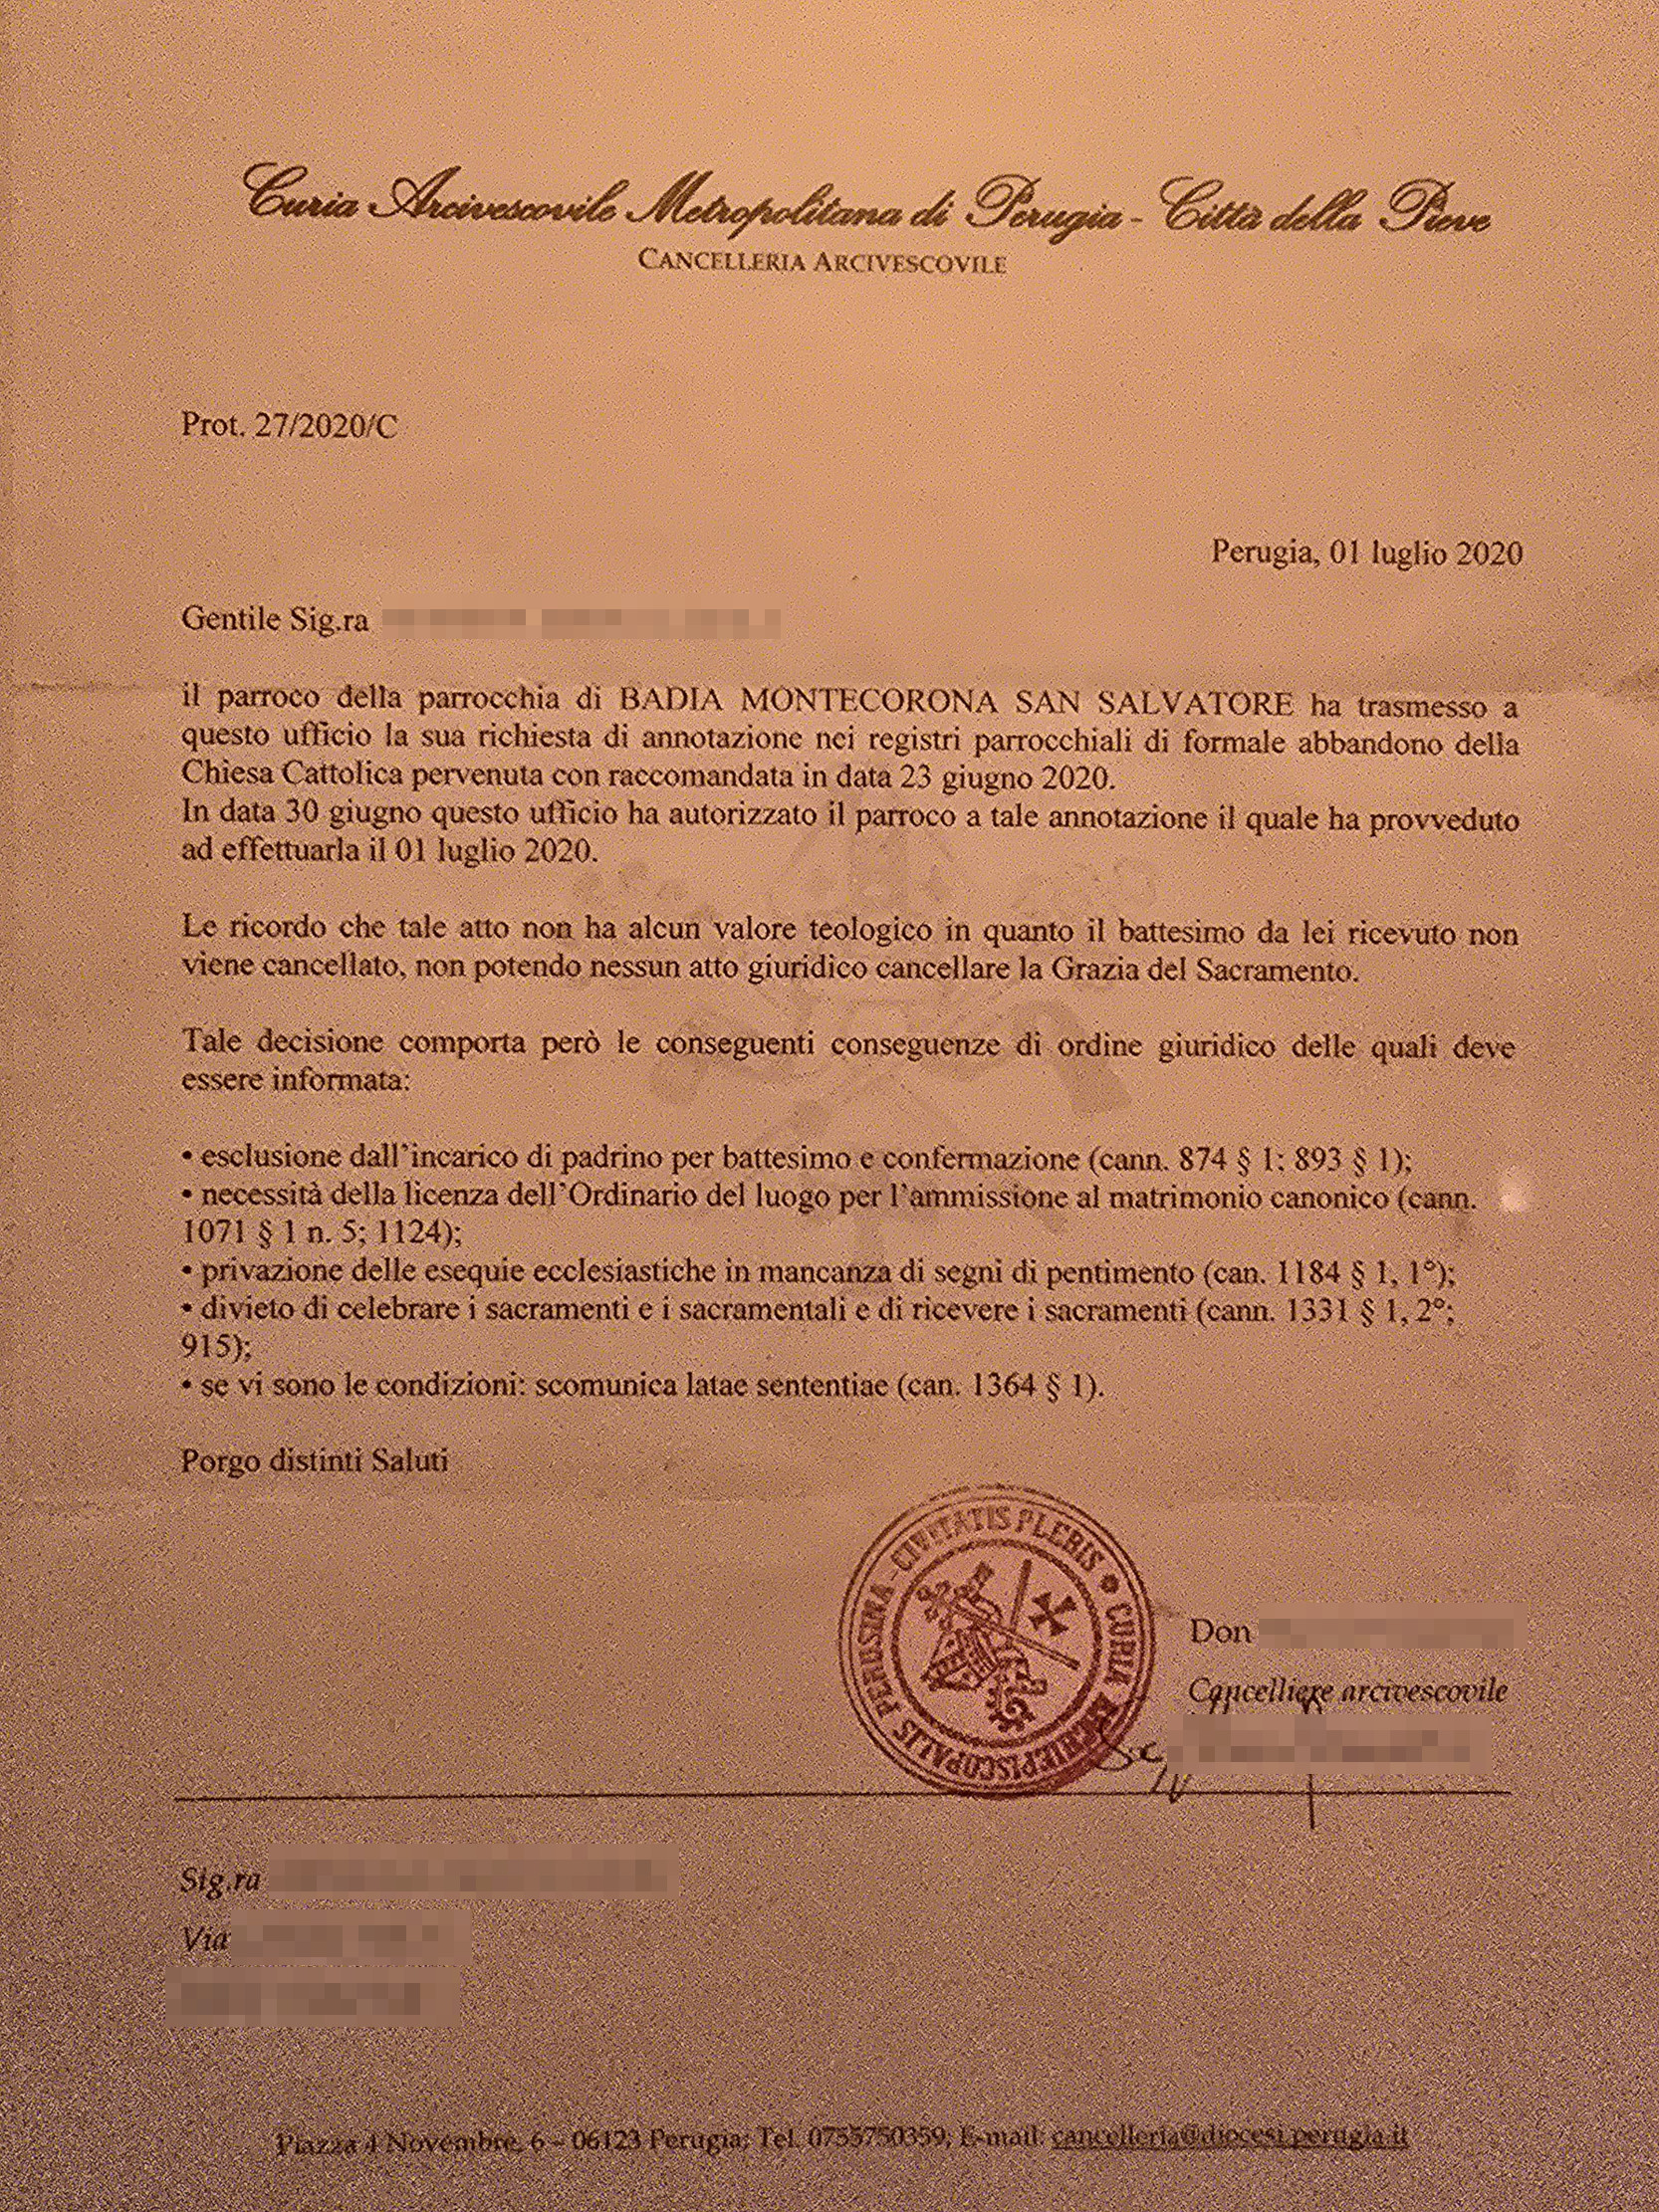 Curia Arcivescovile Metropolitana di Perugia - Città della Pieve
CANCELLERIA ARCIVESCOVILE
Prot. 27/2020/C
Perugia, 01 luglio 2020
Gentile Sig.ra
il parroco della parrocchia di BADIA MONTECORONA SAN SALVATORE ha trasmesso a
questo ufficio la sua richiesta di annotazione nei registri parrocchiali di formale abbandono della
Chiesa Cattolica pervenuta con raccomandata in data 23 giugno 2020.
In data 30 giugno questo ufficio ha autorizzato il parroco a tale annotazione il quale ha provveduto
ad effettuarla il 01 luglio 2020.
Le ricordo che tale atto non ha alcun valore teologico in quanto il battesimo da lei ricevuto non
viene cancellato, non potendo nessun atto giuridico cancellare la Grazia del Sacramento.
Tale decisione comporta però le conseguenti conseguenze di ordine giuridico delle quali deve
essere informata:
• esclusione dall'incarico di padrino per battesimo e confermazione (cann. 874 § 1; 893 § 1);
• necessità della licenza dell'Ordinario del luogo per l'ammissione al matrimonio canonico (cann.
1071 § 1 n. 5; 1124);
• privazione delle esequie ecclesiastiche in mancanza di segni di pentimento (can. 1184 § 1, 1°);
• divieto di celebrare i sacramenti e i sacramentali e di ricevere i sacramenti (cann. 1331 § 1, 2°;
915);
• se vi sono le condizioni: scomunica latae sententiae (can. 1364 § 1).
Porgo distinti Saluti
CURIA ARCHIEPISCOPALIS PERUSINA-CIVITATIS PLEBIS
Don
Cancelliere arcivescovile
Sig.ra
Via
Piazza 4 Novembre, 6 – 06123 Perugia; Tel. 0755750359; E-mail: cancelleria@diocesi.perugia.it